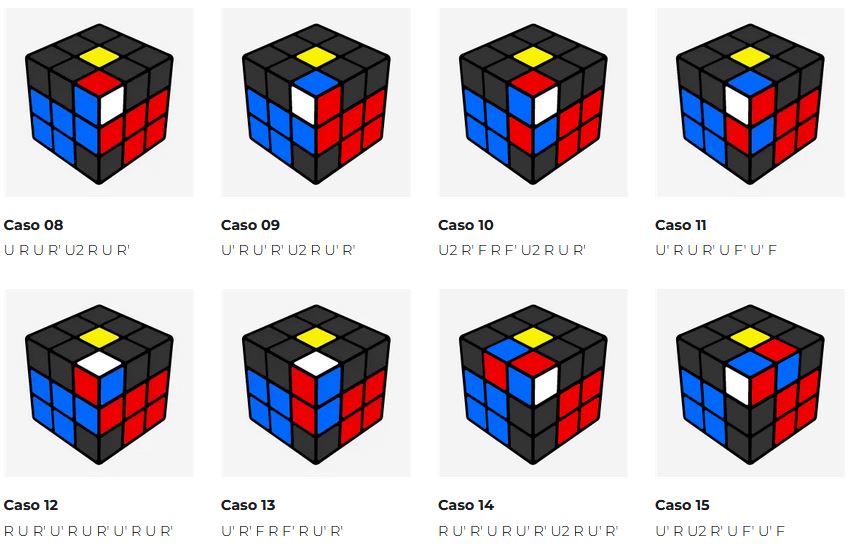 Caso 08
U R U R' U2 R U R'
Caso 09
U' R U' R' U2 R U' R'
Caso 10
U2 R' F R F' U2 R U R'
Caso 11
U' R U R' U F' U' F
Caso 12
R U R' U' R U R' U' R U R'
Caso 13
U' R' F R F' R U' R'
Caso 14
R U' R' U R U' R' U2 R U' R'
Caso 15
U' R U2 R' U F' U' F